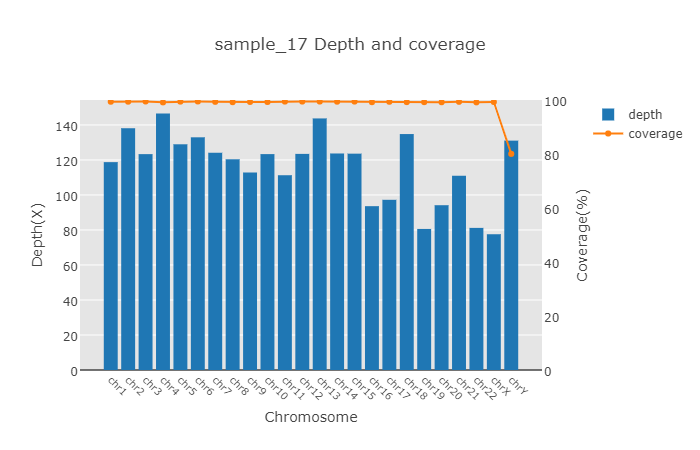 sample_17 Depth and coverage
depth
coverage
140
120
100
80
60
40
20
0
Depth(X)
100
80
60
40
20
0
Coverage(%)
chr1 chr2 chr3 chr4 chr5 chr6 chr7 chr8 chr9 chr10 chr11 chr12 chr13 chr14 chr15 chr16 chr17 chr18 chr19 chr20 chr21 chr22 chrX chrY
Chromosome